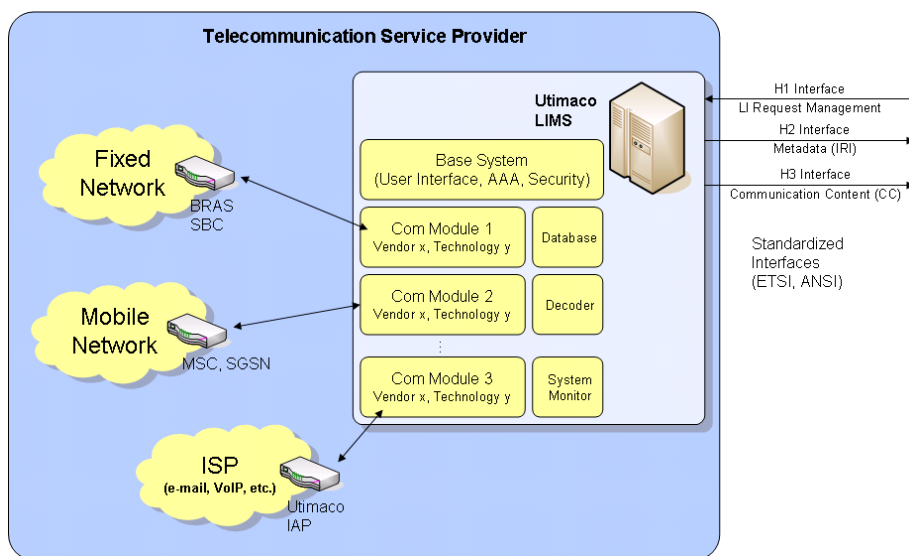 Telecommunication Service Provider
Utimaco
LIMS
H1 Interface
LI Request Management
H2 Interface
Metadata (IRI)
H3 Interface
Communication Content (CC)
Standardized
Interfaces
(ETSI, ANSI)
Fixed
Network
BRAS
SBC
Base System
(User Interface, AAA, Security)
Com Module 1
Vendor x, Technology y
Database
Mobile
Network
MSC, SGSN
Com Module 2
Vendor x, Technology y
Decoder
Com Module 3
Vendor x, Technology y
System
Monitor
ISP
(e-mail, VoIP, etc.)
Utimaco
IAP